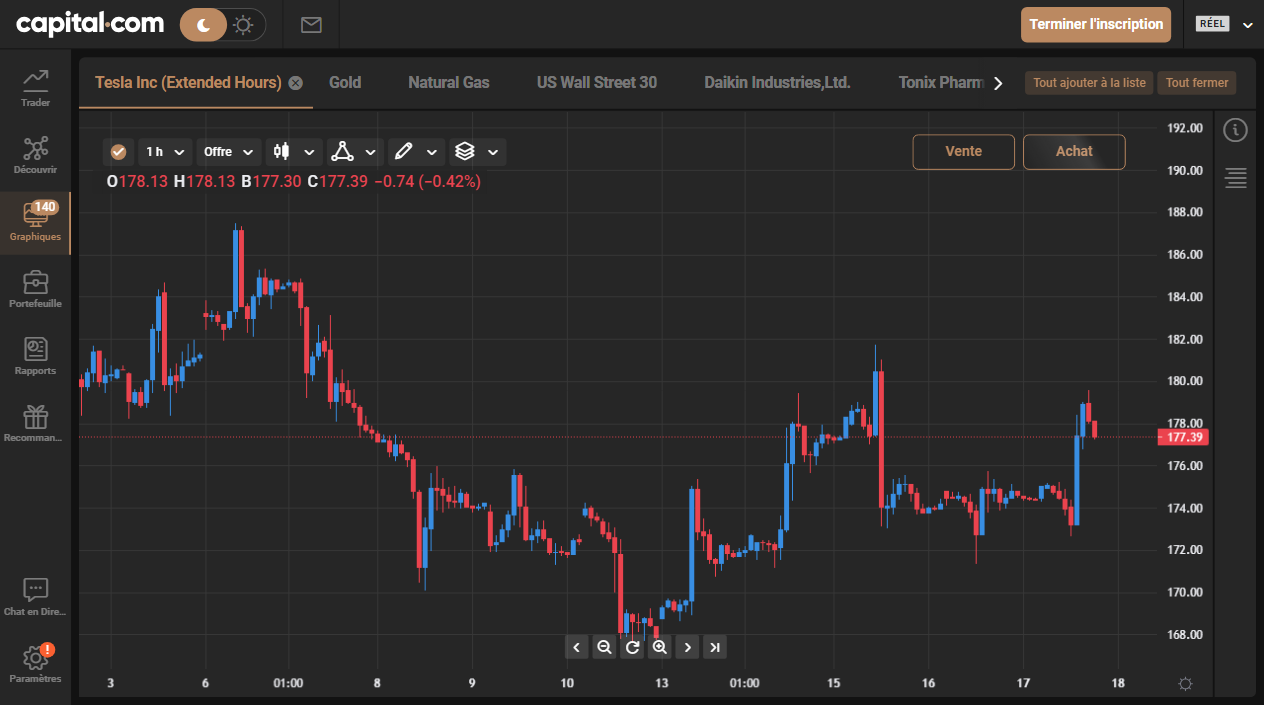 capital.com
Terminer l'inscription
RÉEL
Trader
Découvrir
140
Graphiques
Portefeuille
Rapports
Recomman...
Chat en Dire...
!
Paramètres
Tesla Inc (Extended Hours)
Gold
Natural Gas
US Wall Street 30
Daikin Industries,Ltd.
Tonix Pharm
Tout ajouter à la liste
Tout fermer
1 h
Offre
Vente
Achat
O178.13 H178.13 B177.30 C177.39 −0.74 (−0.42%)
192.00
190.00
188.00
186.00
184.00
182.00
180.00
178.00
177.39
176.00
174.00
172.00
170.00
168.00
3 6 01:00 8 9 10 13 01:00 15 16 17 18